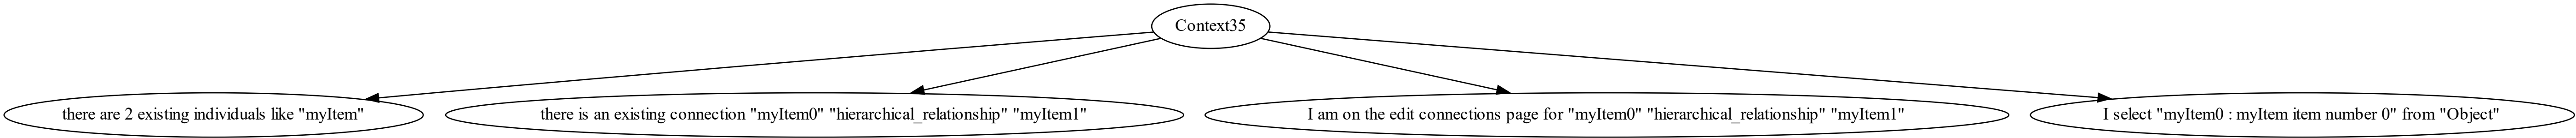 Context35
there are 2 existing individuals like "myItem"
there is an existing connection "myItem0" "hierarchical_relationship" "myItem1"
I am on the edit connections page for "myItem0" "hierarchical_relationship" "myItem1"
I select "myItem0 : myItem item number 0" from "Object"